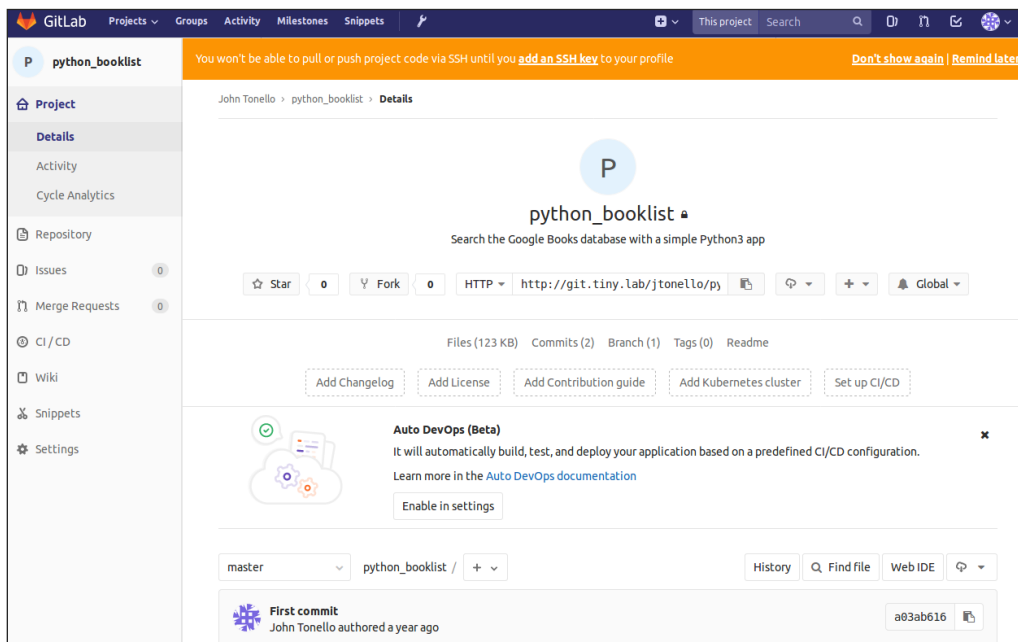 GitLab Projects Groups Activity Milestones Snippets This project Search
P python_booklist
You won't be able to pull or push project code via SSH until you add an SSH key to your profile Don't show again | Remind later
Project
Details
Activity
Cycle Analytics
Repository
Issues 0
Merge Requests 0
CI / CD
Wiki
Snippets
Settings
John Tonello > python_booklist > Details
P
python_booklist
Search the Google Books database with a simple Python3 app
Star 0 Fork 0 HTTP http://git.tiny.lab/jtonello/py Global
Files (123 KB) Commits (2) Branch (1) Tags (0) Readme
Add Changelog Add License Add Contribution guide Add Kubernetes cluster Set up CI/CD
Auto DevOps (Beta)
It will automatically build, test, and deploy your application based on a predefined CI/CD configuration.
Learn more in the Auto DevOps documentation
Enable in settings
master python_booklist / + History Find file Web IDE
First commit
John Tonello authored a year ago
a03ab616